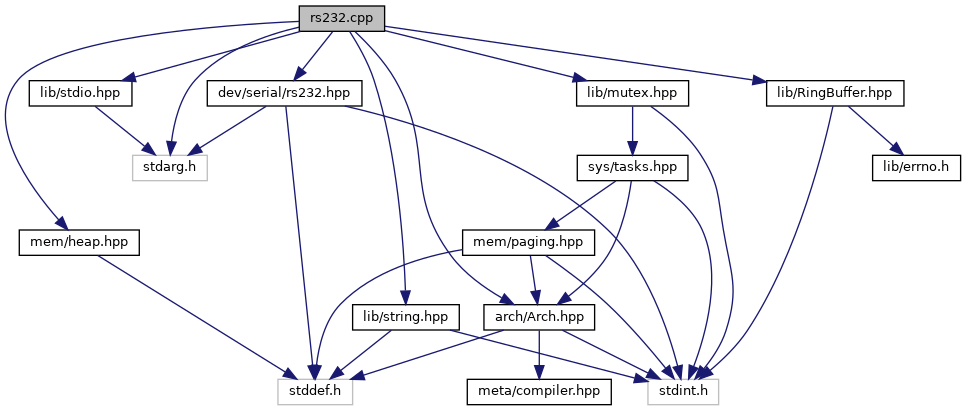 rs232.cpp
lib/stdio.hpp
dev/serial/rs232.hpp
lib/mutex.hpp
lib/RingBuffer.hpp
stdarg.h
sys/tasks.hpp
lib/errno.h
mem/heap.hpp
mem/paging.hpp
lib/string.hpp
arch/Arch.hpp
stddef.h
meta/compiler.hpp
stdint.h